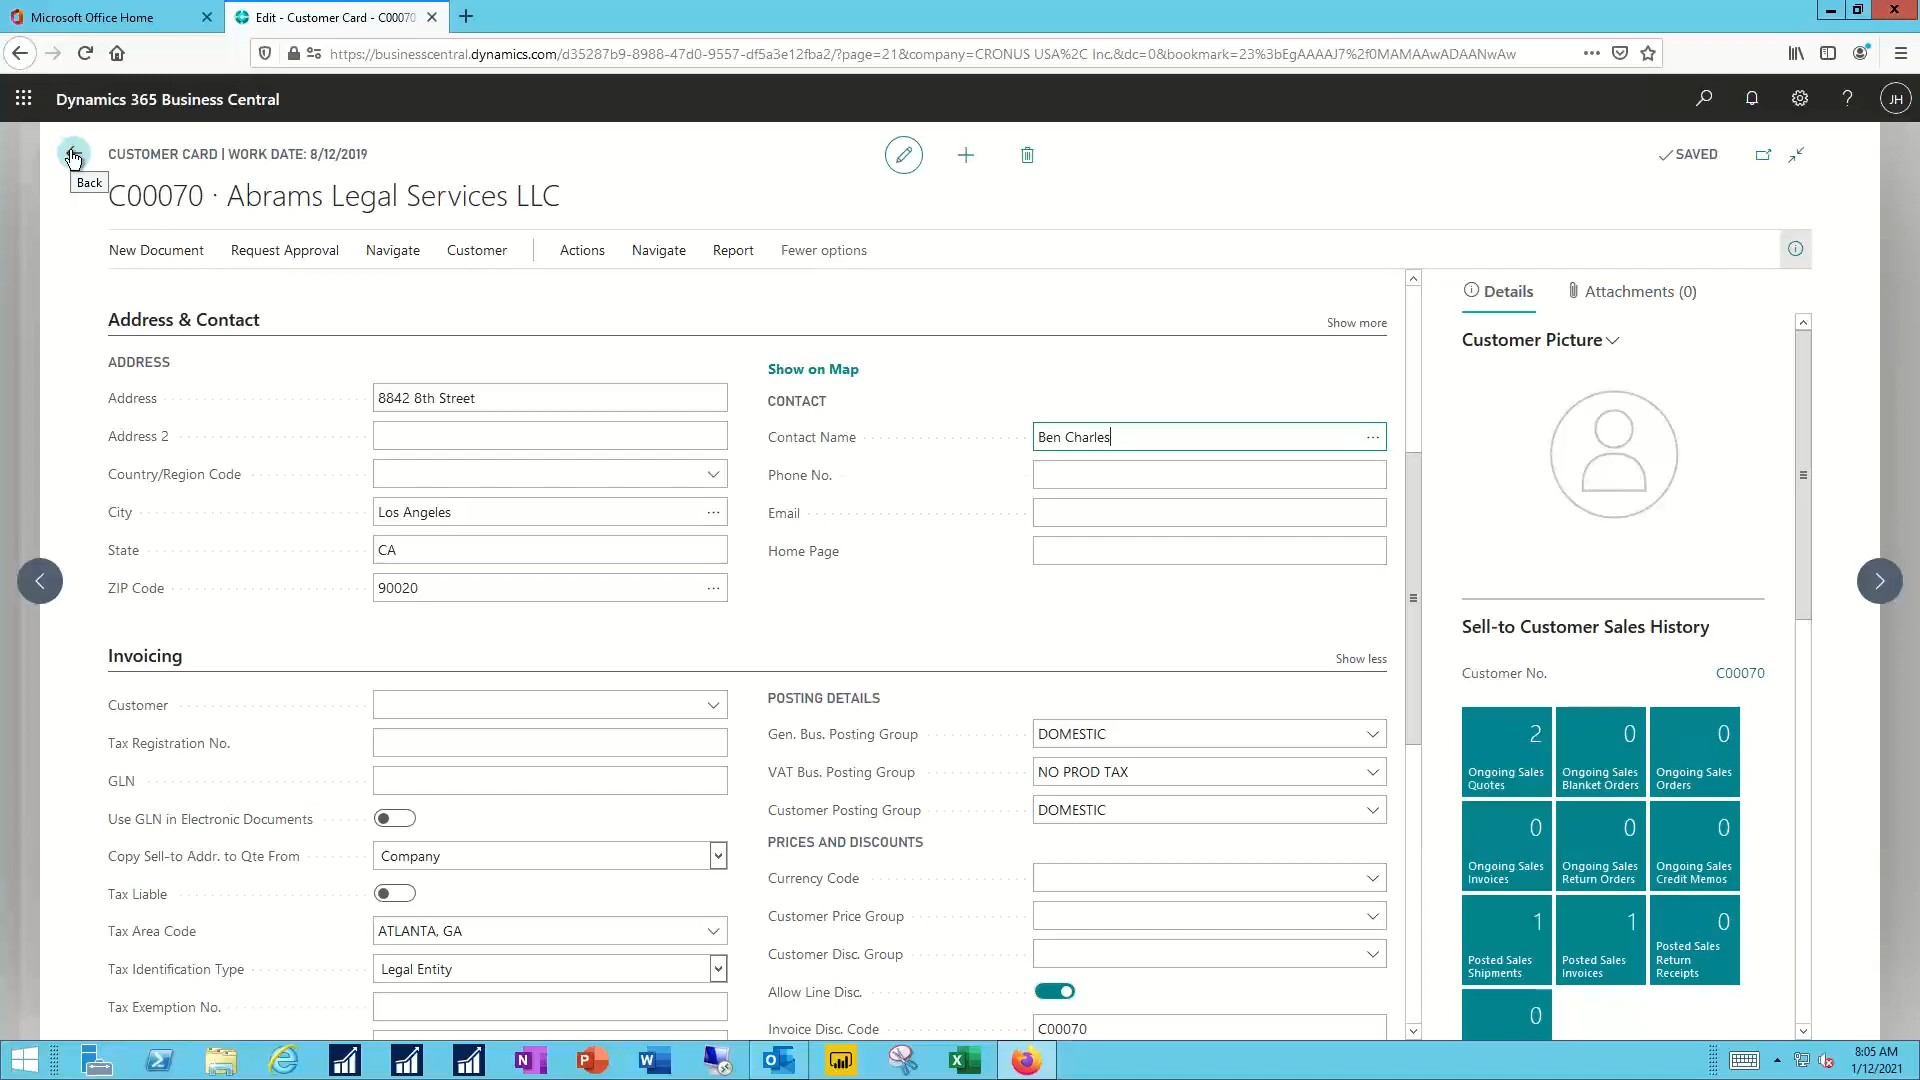 Microsoft Office Home
Edit - Customer Card - C00070
https://businesscentral.dynamics.com/d35287b9-8988-47d0-9557-df5a3e12fba2/?page=21&company=CRONUS USA%2C Inc.&dc=0&bookmark=23%3bEgAAAAJ7%2f0MAMAAwADAANwAw
Dynamics 365 Business Central
JH
CUSTOMER CARD | WORK DATE: 8/12/2019
SAVED
Back
C00070 · Abrams Legal Services LLC
New Document Request Approval Navigate Customer Actions Navigate Report Fewer options
Address & Contact
Show more
ADDRESS
Address 8842 8th Street
Address 2
Country/Region Code
City Los Angeles
State CA
ZIP Code 90020
Show on Map
CONTACT
Contact Name Ben Charles
Phone No.
Email
Home Page
Invoicing
Show less
Customer
Tax Registration No.
GLN
Use GLN in Electronic Documents
Copy Sell-to Addr. to Qte From Company
Tax Liable
Tax Area Code ATLANTA, GA
Tax Identification Type Legal Entity
Tax Exemption No.
POSTING DETAILS
Gen. Bus. Posting Group DOMESTIC
VAT Bus. Posting Group NO PROD TAX
Customer Posting Group DOMESTIC
PRICES AND DISCOUNTS
Currency Code
Customer Price Group
Customer Disc. Group
Allow Line Disc.
Invoice Disc. Code C00070
Details
Attachments (0)
Customer Picture
Sell-to Customer Sales History
Customer No. C00070
2
Ongoing Sales
Quotes
0
Ongoing Sales
Blanket Orders
0
Ongoing Sales
Orders
0
Ongoing Sales
Invoices
0
Ongoing Sales
Return Orders
0
Ongoing Sales
Credit Memos
1
Posted Sales
Shipments
1
Posted Sales
Invoices
0
Posted Sales
Return
Receipts
0
8:05 AM
1/12/2021